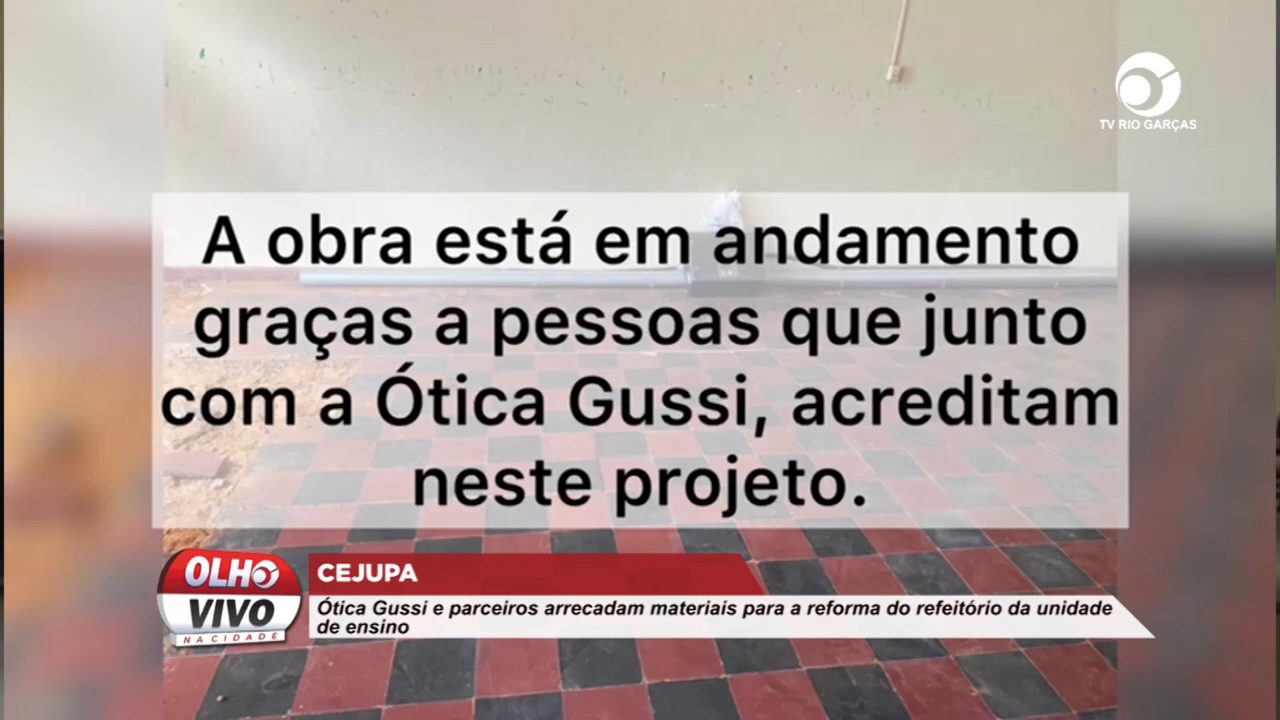 TV RIO GARÇAS
A obra está em andamento
graças a pessoas que junto
com a Ótica Gussi, acreditam
neste projeto.
OLHO
VIVO
NA CIDADE
CEJUPA
Ótica Gussi e parceiros arrecadam materiais para a reforma do refeitório da unidade
de ensino